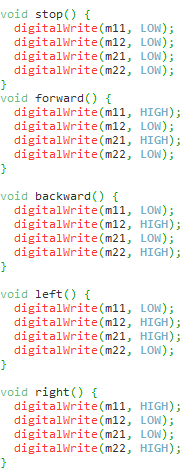 void stop() {
  digitalWrite(m11, LOW);
  digitalWrite(m12, LOW);
  digitalWrite(m21, LOW);
  digitalWrite(m22, LOW);
}
void forward() {
  digitalWrite(m11, HIGH);
  digitalWrite(m12, LOW);
  digitalWrite(m21, HIGH);
  digitalWrite(m22, LOW);
}

void backward() {
  digitalWrite(m11, LOW);
  digitalWrite(m12, HIGH);
  digitalWrite(m21, LOW);
  digitalWrite(m22, HIGH);
}

void left() {
  digitalWrite(m11, LOW);
  digitalWrite(m12, HIGH);
  digitalWrite(m21, HIGH);
  digitalWrite(m22, LOW);
}

void right() {
  digitalWrite(m11, HIGH);
  digitalWrite(m12, LOW);
  digitalWrite(m21, LOW);
  digitalWrite(m22, HIGH);
}